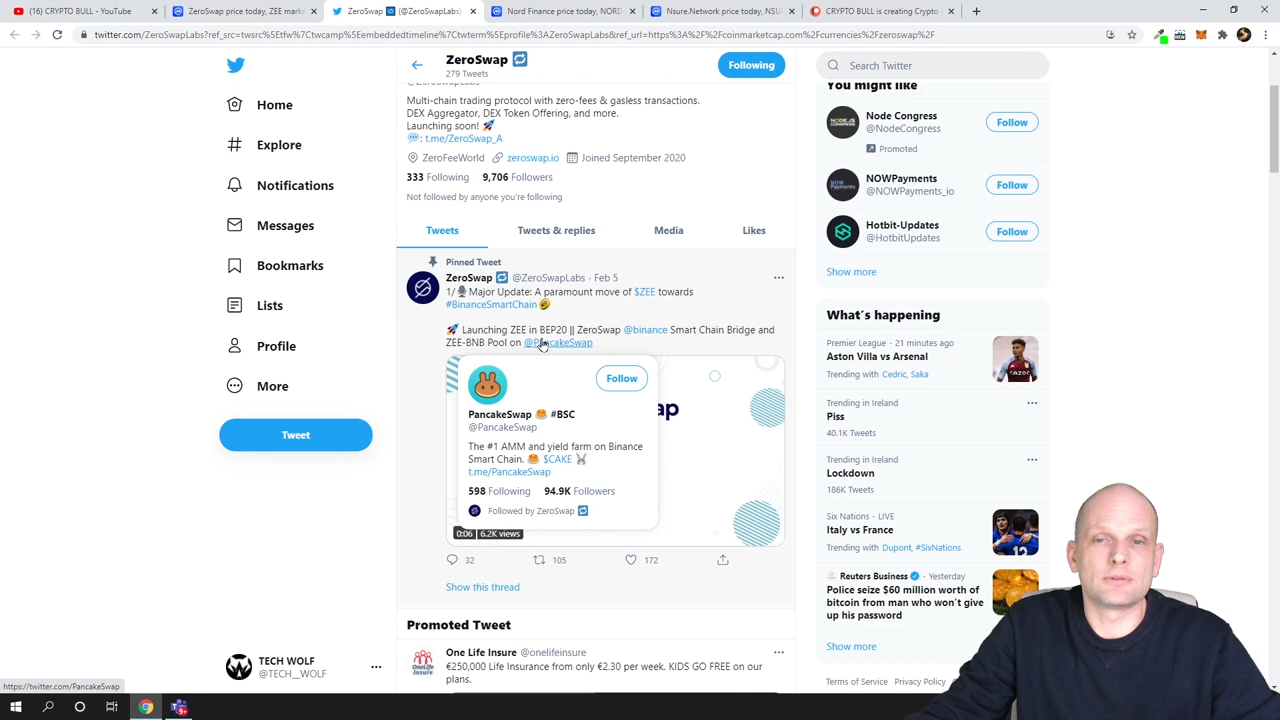 (16) CRYPTO BULL - YouTube
ZeroSwap price today, ZEE marke
ZeroSwap (@ZeroSwapLabs)
Nord Finance price today, NORD
Nsure.Network price today, NSU
CRYPTO BULL is creating Crypto
twitter.com/ZeroSwapLabs?ref_src=twsrc%5Etfw%7Ctwcamp%5Eembeddedtimeline%7Ctwterm%5Eprofile%3AZeroSwapLabs&ref_url=https%3A%2F%2Fcoinmarketcap.com%2Fcurrencies%2Fzeroswap%2F
ZeroSwap
279 Tweets
Following
Search Twitter
Home
Explore
Notifications
Messages
Bookmarks
Lists
Profile
More
Tweet
TECH WOLF
@TECH__WOLF
https://twitter.com/PancakeSwap
Multi-chain trading protocol with zero-fees & gasless transactions.
DEX Aggregator, DEX Token Offering, and more.
Launching soon! 🚀
💬: t.me/ZeroSwap_A
ZeroFeeWorld zeroswap.io Joined September 2020
333 Following 9,706 Followers
Not followed by anyone you're following
Tweets Tweets & replies Media Likes
Pinned Tweet
ZeroSwap @ZeroSwapLabs · Feb 5
1/ Major Update: A paramount move of $ZEE towards
#BinanceSmartChain
🚀 Launching ZEE in BEP20 || ZeroSwap @binance Smart Chain Bridge and
ZEE-BNB Pool on @PancakeSwap
Follow
PancakeSwap 🥞 #BSC
@PancakeSwap
The #1 AMM and yield farm on Binance
Smart Chain. 🥞 $CAKE 🐰
t.me/PancakeSwap
598 Following 94.9K Followers
Followed by ZeroSwap
0:06 6.2K views
32 105 172
Show this thread
Promoted Tweet
One Life Insure @onelifeinsure
€250,000 Life Insurance from only €2.30 per week. KIDS GO FREE on our
plans.
You might like
Node Congress
@NodeCongress
Follow
Promoted
NOWPayments
@NOWPayments_io
Follow
Hotbit-Updates
@HotbitUpdates
Follow
Show more
What's happening
Premier League · 21 minutes ago
Aston Villa vs Arsenal
Trending with Cedric, Saka
Trending in Ireland
Piss
40.1K Tweets
Trending in Ireland
Lockdown
186K Tweets
Six Nations · LIVE
Italy vs France
Trending with Dupont, #SixNations
Reuters Business · Yesterday
Police seize $60 million worth of
bitcoin from man who won't give
up his password
Show more
Terms of Service Privacy Policy